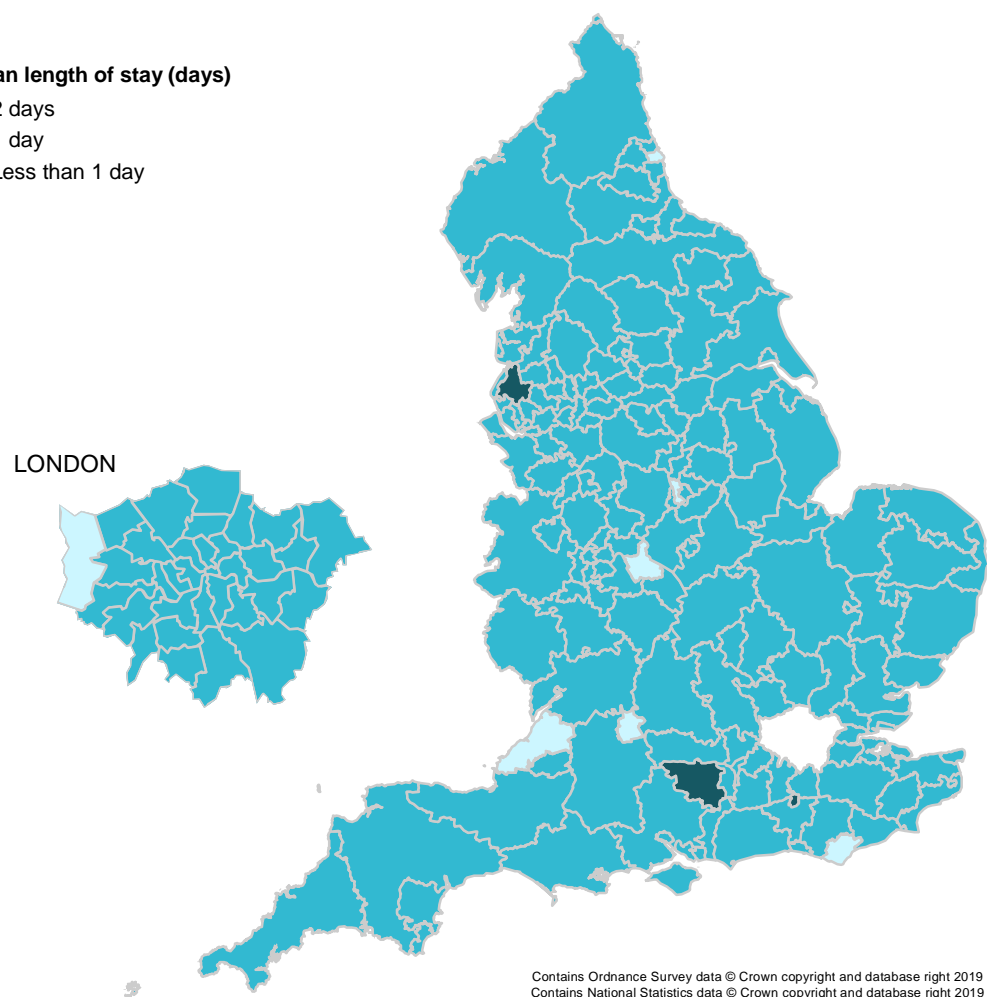 an length of stay (days)
2 days
day
Less than 1 day
LONDON
Contains Ordnance Survey data © Crown copyright and database right 2019
Contains National Statistics data © Crown copyright and database right 2019